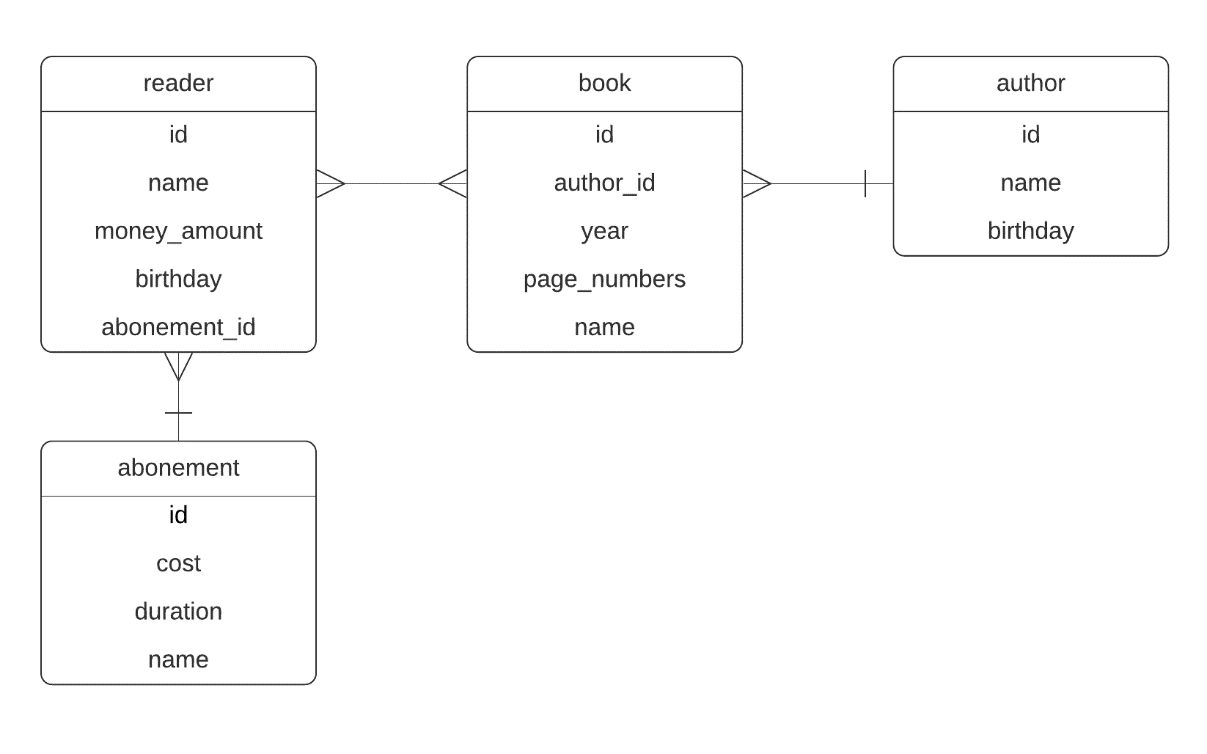 reader
id
name
money_amount
birthday
abonement_id
book
id
author_id
year
page_numbers
name
author
id
name
birthday
abonement
id
cost
duration
name